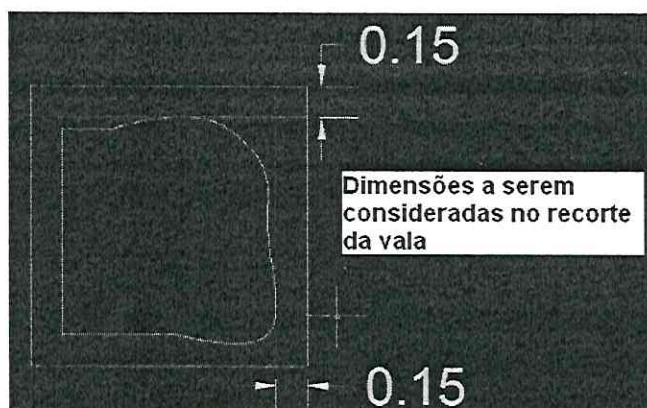 0.15
Dimensões a serem
consideradas no recorte
da vala
0.15